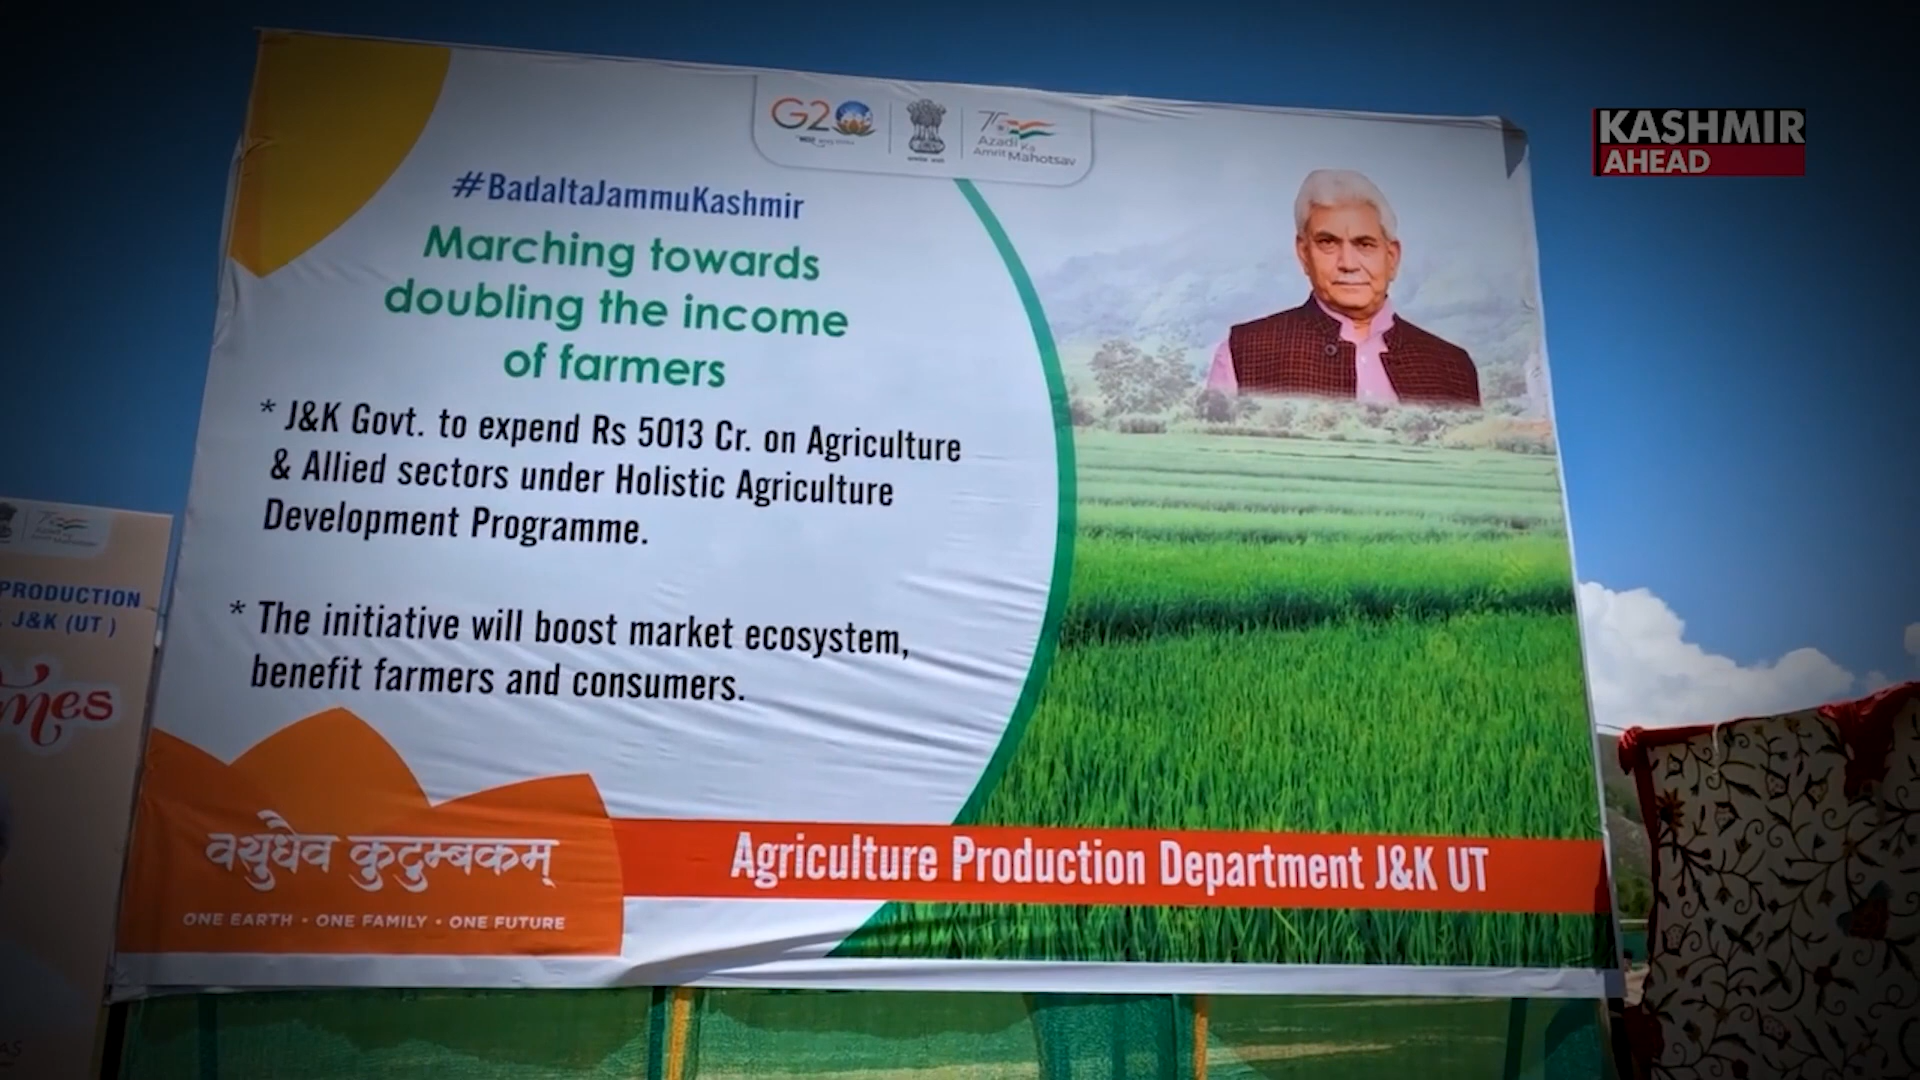 KASHMIR
AHEAD
G20
75
Azadi Ka
Amrit Mahotsav
#BadaltaJammuKashmir
Marching towards
doubling the income
of farmers
* J&K Govt. to expend Rs 5013 Cr. on Agriculture
& Allied sectors under Holistic Agriculture
Development Programme.
* The initiative will boost market ecosystem,
benefit farmers and consumers.
वसुधैव कुटुम्बकम्
ONE EARTH • ONE FAMILY • ONE FUTURE
Agriculture Production Department J&K UT
PRODUCTION
J&K (UT )
mes